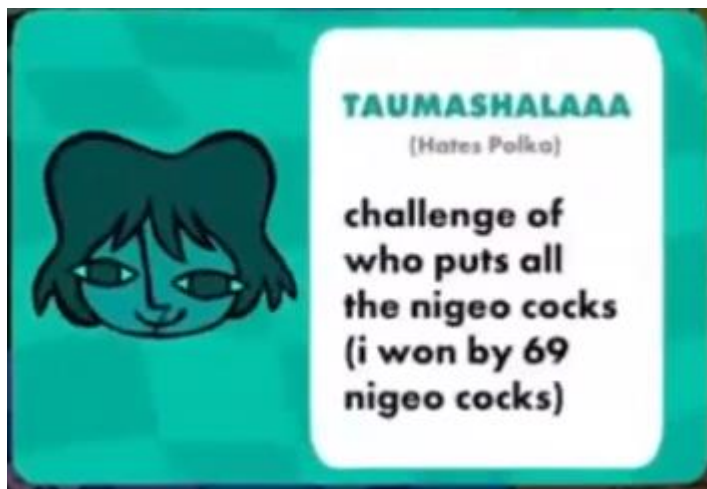 TAUMASHALAAA
(Hates Polka)
challenge of
who puts all
the nigeo cocks
(i won by 69
nigeo cocks)